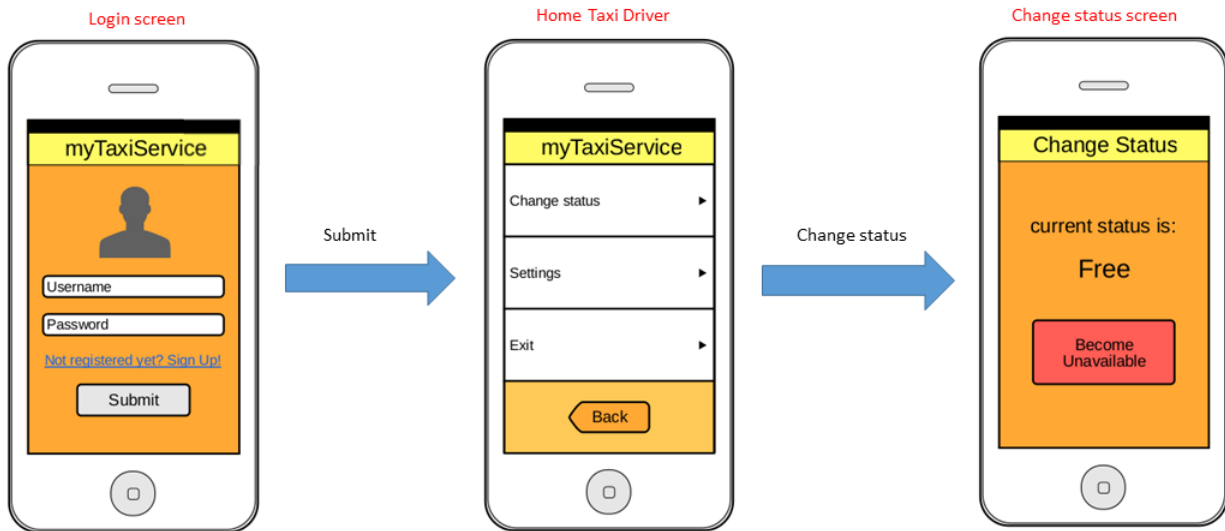 Login screen
myTaxiService
Username
Password
Not registered yet? Sign Up!
Submit
Submit
Home Taxi Driver
myTaxiService
Change status
Settings
Exit
Back
Change status
Change status screen
Change Status
current status is:
Free
Become
Unavailable